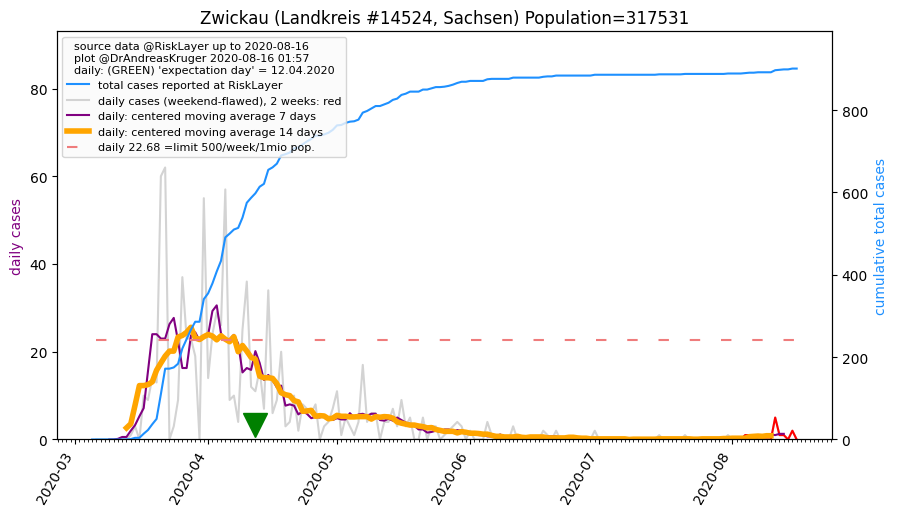 Zwickau (Landkreis #14524, Sachsen) Population=317531
source data @RiskLayer up to 2020-08-16
plot @DrAndreasKruger 2020-08-16 01:57
daily: (GREEN) 'expectation day' = 12.04.2020
total cases reported at RiskLayer
daily cases (weekend-flawed), 2 weeks: red
daily: centered moving average 7 days
daily: centered moving average 14 days
daily 22.68 =limit 500/week/1mio pop.
daily cases
80
60
40
20
0
cumulative total cases
800
600
400
200
0
2020-03
2020-04
2020-05
2020-06
2020-07
2020-08